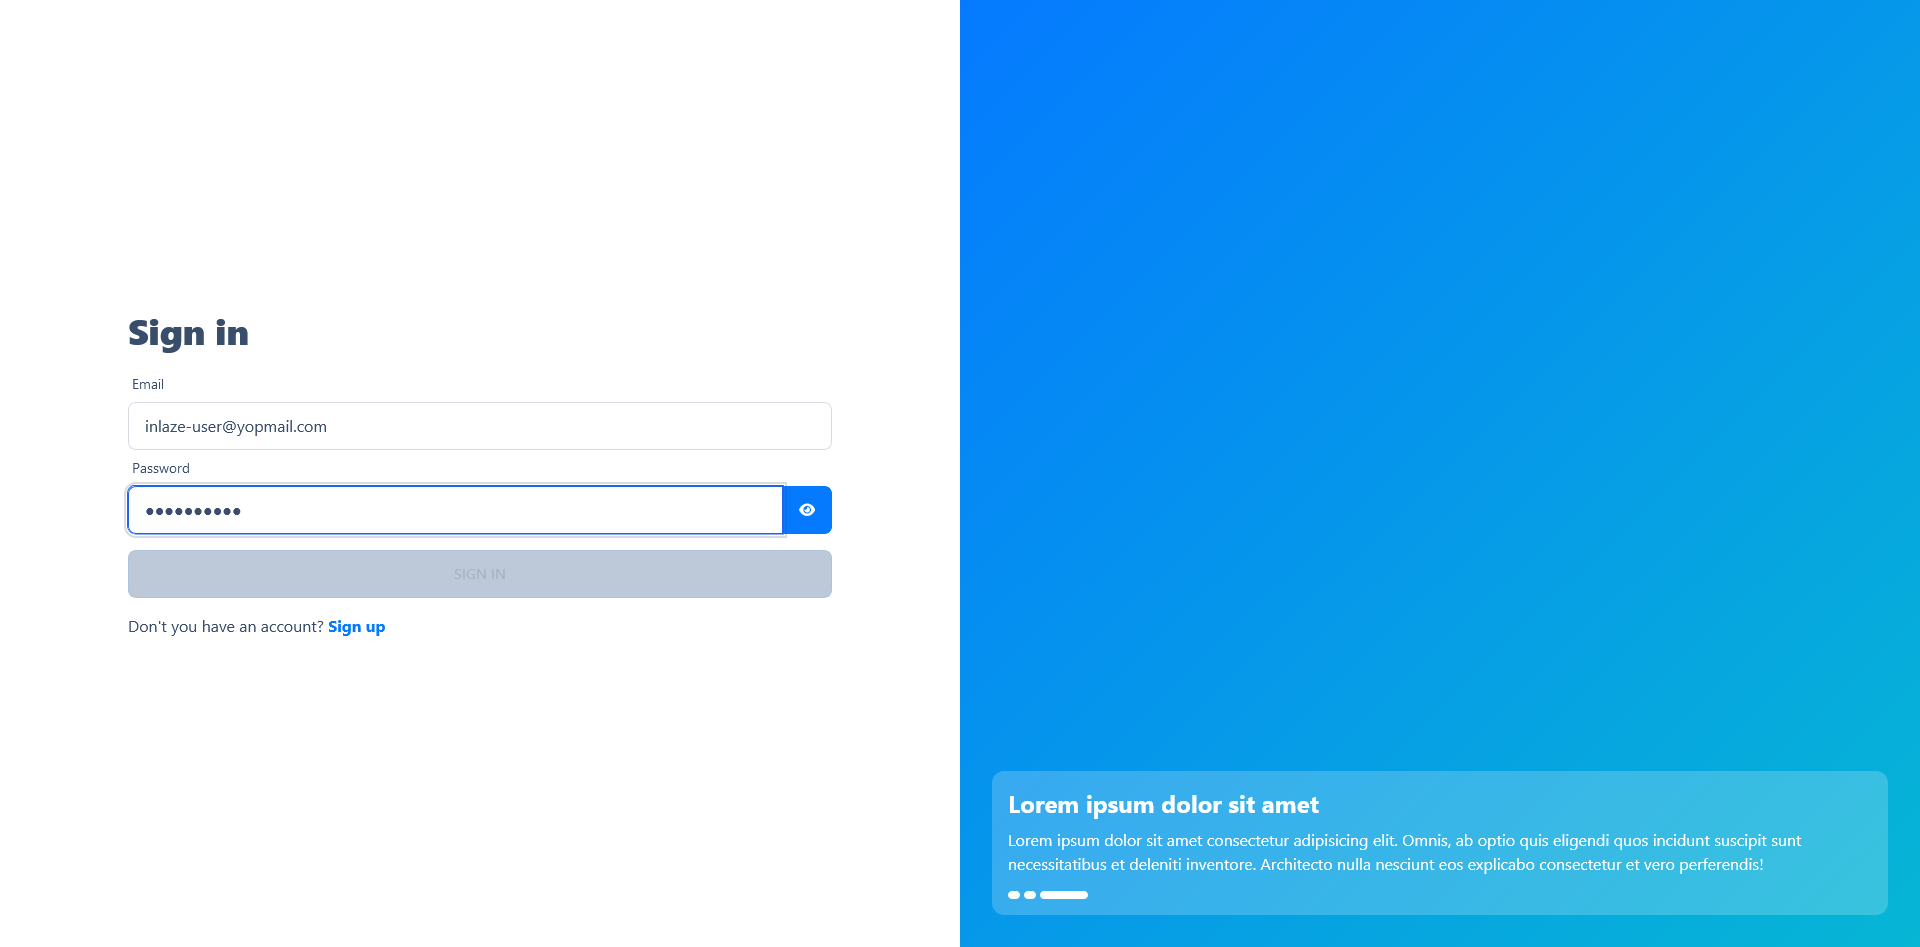 Sign in
Email
inlaze-user@yopmail.com
Password
••••••••••
SIGN IN
Don't you have an account? Sign up
Lorem ipsum dolor sit amet
Lorem ipsum dolor sit amet consectetur adipisicing elit. Omnis, ab optio quis eligendi quos incidunt suscipit sunt
necessitatibus et deleniti inventore. Architecto nulla nesciunt eos explicabo consectetur et vero perferendis!